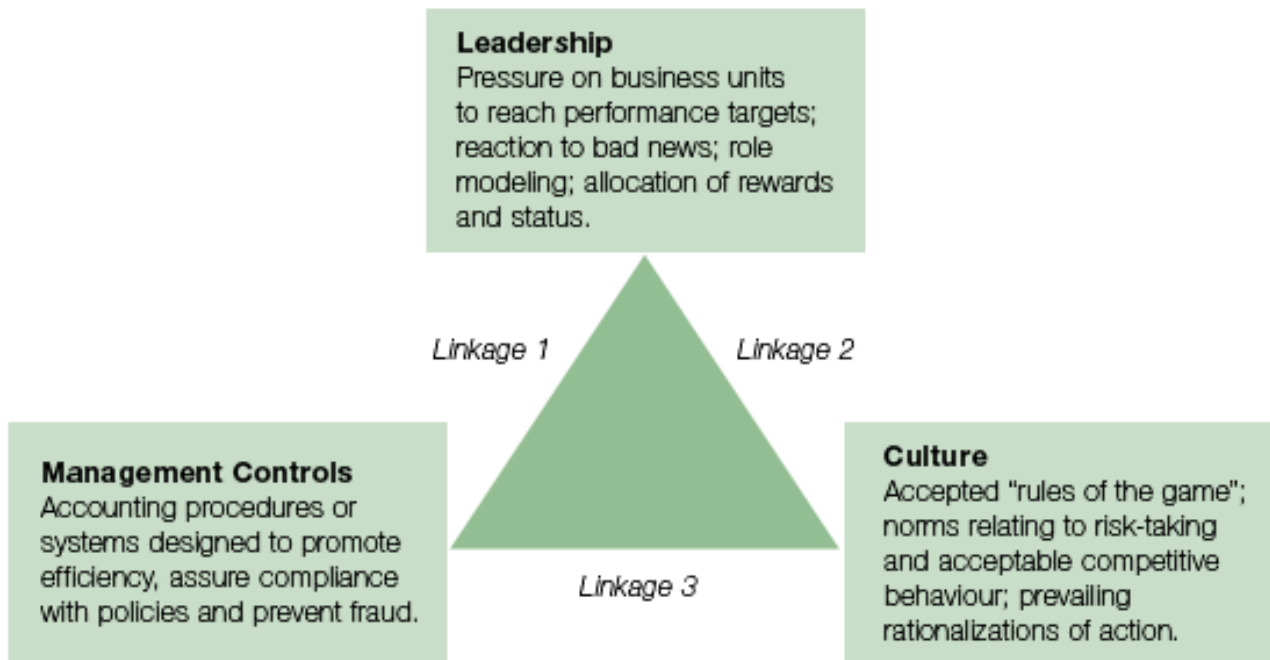 Leadership
Pressure on business units
to reach performance targets;
reaction to bad news; role
modeling; allocation of rewards
and status.
Linkage 1
Linkage 2
Management Controls
Accounting procedures or
systems designed to promote
efficiency, assure compliance
with policies and prevent fraud.
Culture
Accepted “rules of the game”;
norms relating to risk-taking
and acceptable competitive
behaviour; prevailing
rationalizations of action.
Linkage 3